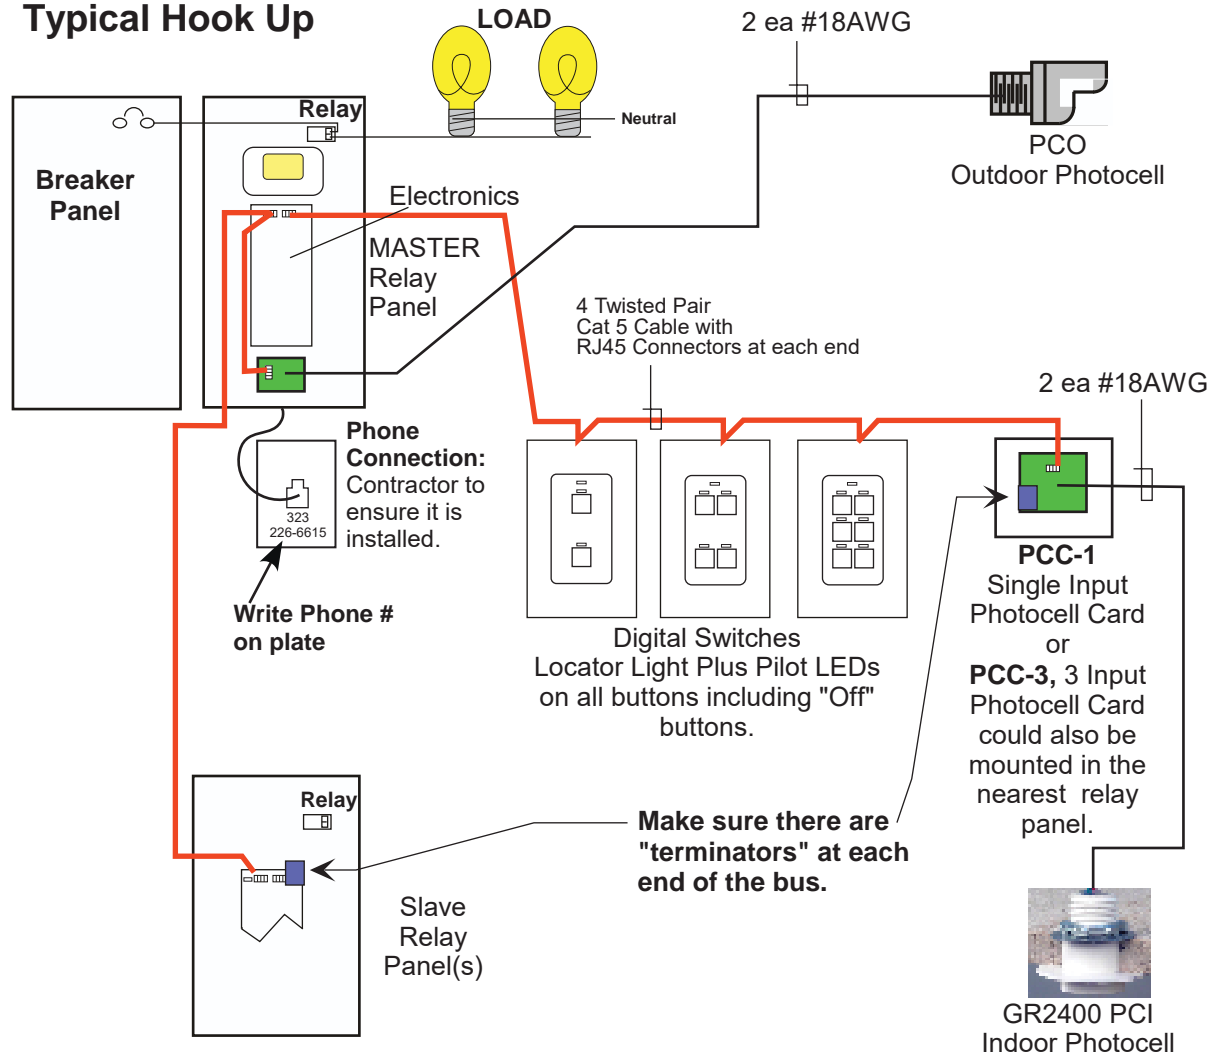 Typical Hook Up
LOAD
2 ea #18AWG
Relay
Neutral
PCO
Outdoor Photocell
Breaker
Panel
Electronics
MASTER
Relay
Panel
4 Twisted Pair
Cat 5 Cable with
RJ45 Connectors at each end
2 ea #18AWG
Phone
Connection:
Contractor to
ensure it is
installed.
323
226-6615
Write Phone #
on plate
Digital Switches
Locator Light Plus Pilot LEDs
on all buttons including "Off"
buttons.
PCC-1
Single Input
Photocell Card
or
PCC-3, 3 Input
Photocell Card
could also be
mounted in the
nearest relay
panel.
Relay
Make sure there are
"terminators" at each
end of the bus.
Slave
Relay
Panel(s)
GR2400 PCI
Indoor Photocell